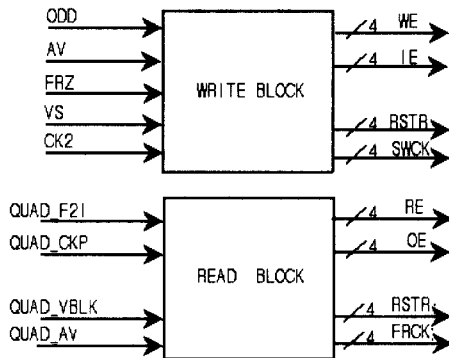 ODD
AV
FRZ
VS
CK2
WRITE BLOCK
4 WE
4 IE
4 RSTR
4 SWCK
QUAD_F2I
QUAD_CKP
QUAD_VBLK
QUAD_AV
READ BLOCK
4 RE
4 OE
4 RSTR
4 FRCK